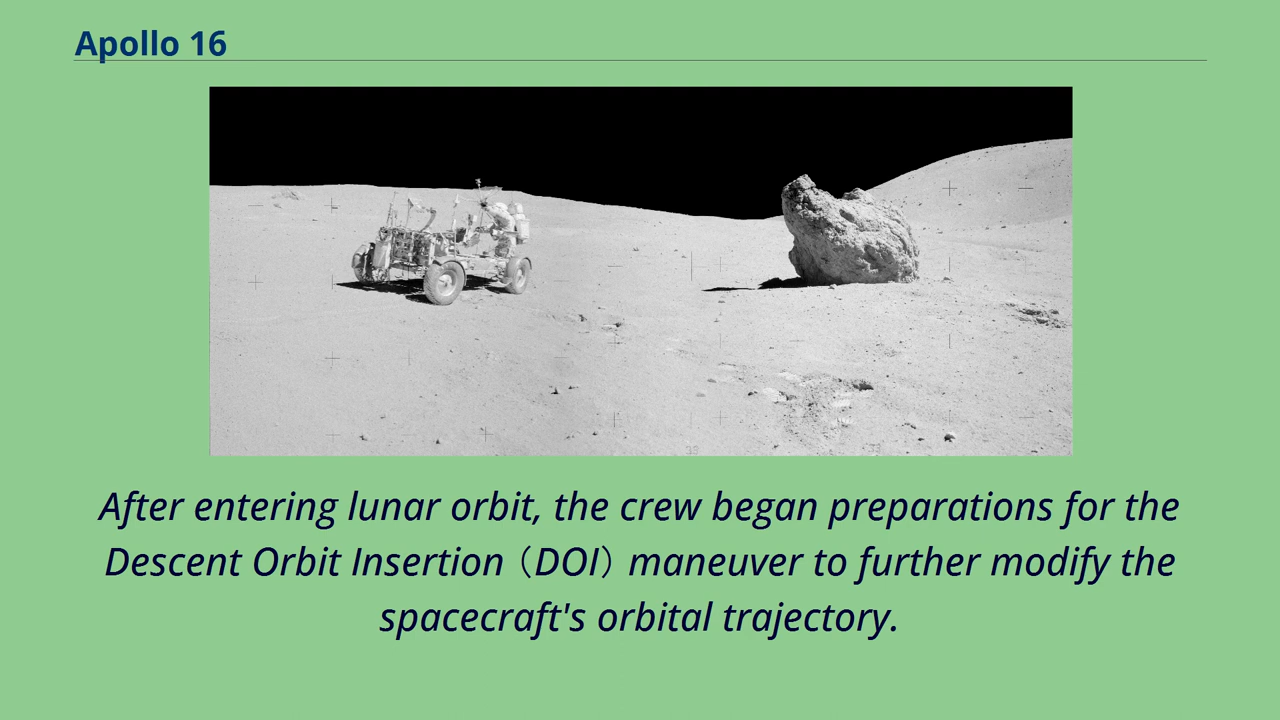 Apollo 16
After entering lunar orbit, the crew began preparations for the
Descent Orbit Insertion（DOI）maneuver to further modify the
spacecraft's orbital trajectory.